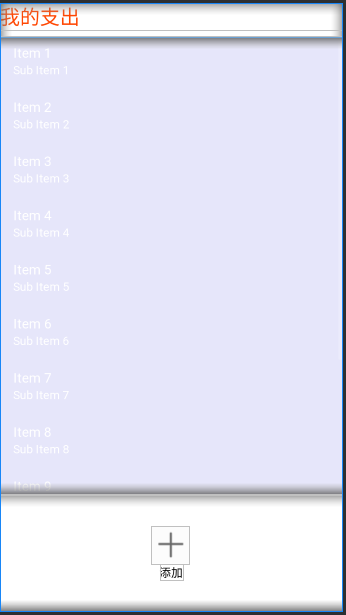 我的支出
Item 1
Sub Item 1
Item 2
Sub Item 2
Item 3
Sub Item 3
Item 4
Sub Item 4
Item 5
Sub Item 5
Item 6
Sub Item 6
Item 7
Sub Item 7
Item 8
Sub Item 8
Item 9
添加